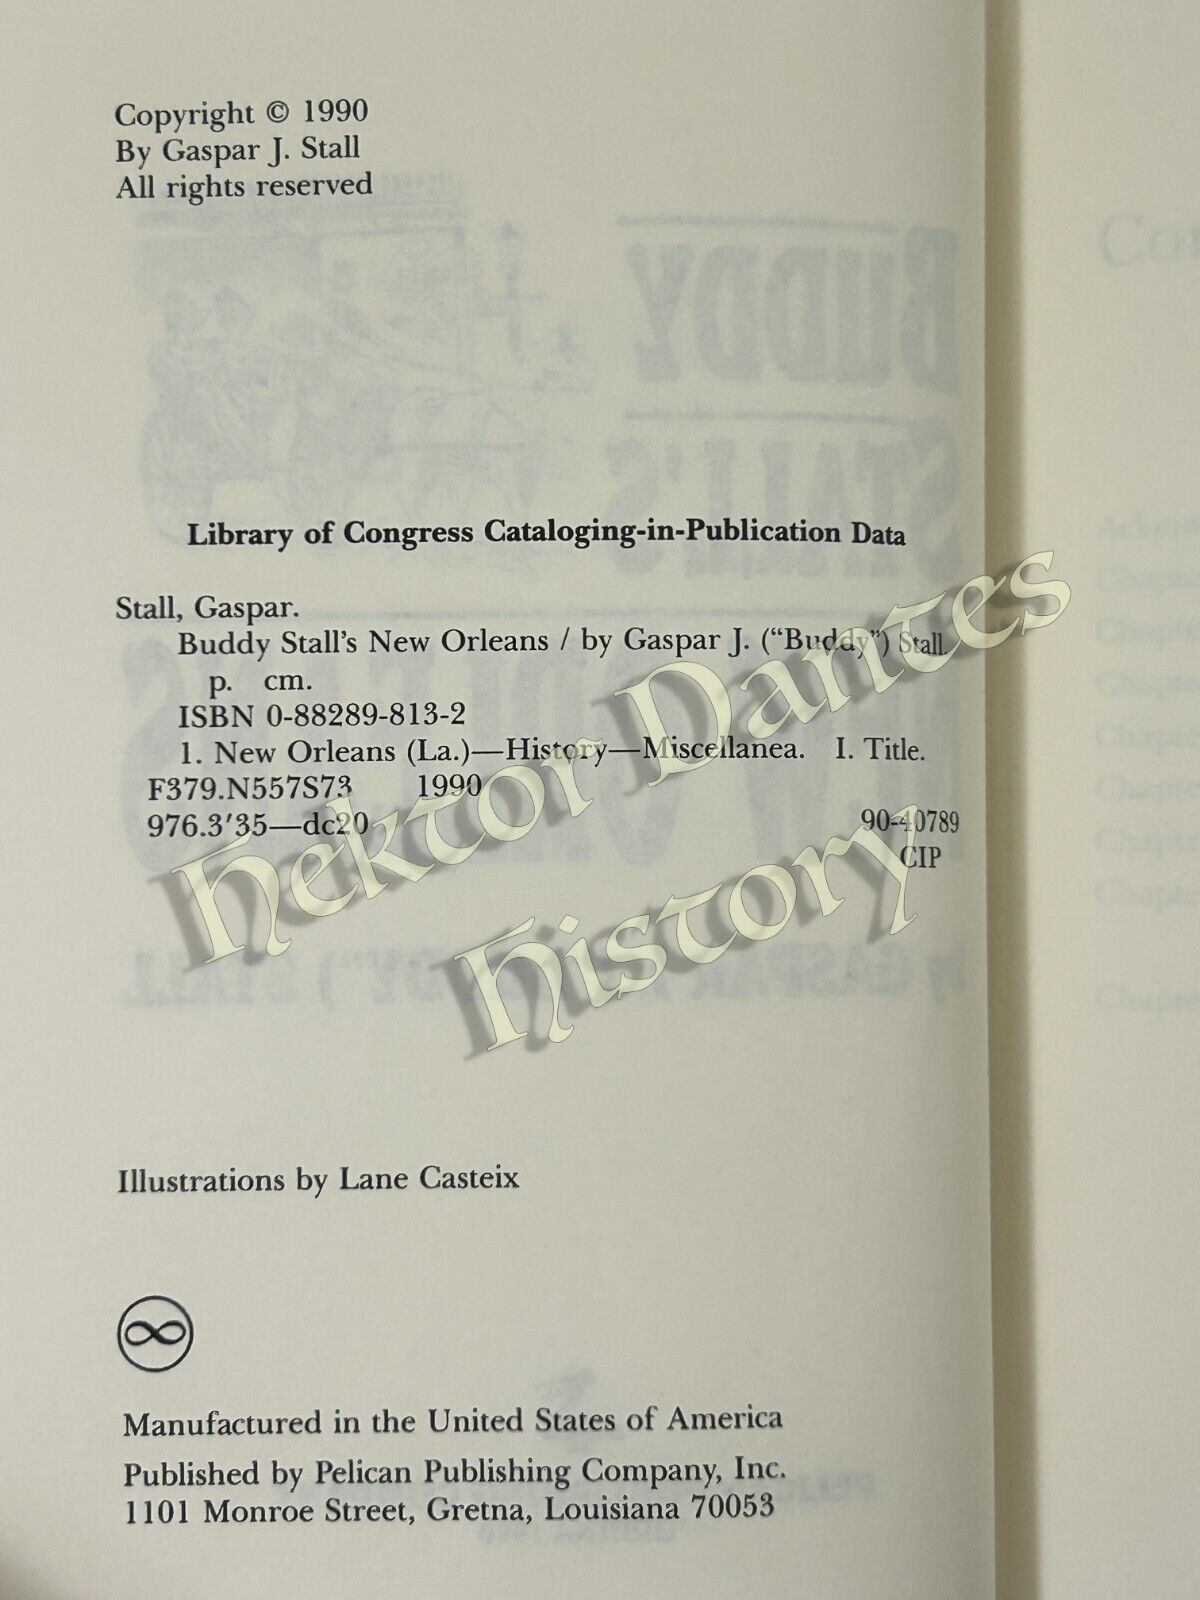 Copyright © 1990
By Gaspar J. Stall
All rights reserved
Library of Congress Cataloging-in-Publication Data
Stall, Gaspar.
Buddy Stall's New Orleans / by Gaspar J. (“Buddy”) Stall.
p. cm.
ISBN 0-88289-813-2
1. New Orleans (La.)—History—Miscellanea. I. Title.
F379.N557S73 1990
976.3'35—dc20 90-40789
CIP
Hektor Dantes
History
Illustrations by Lane Casteix
Manufactured in the United States of America
Published by Pelican Publishing Company, Inc.
1101 Monroe Street, Gretna, Louisiana 70053